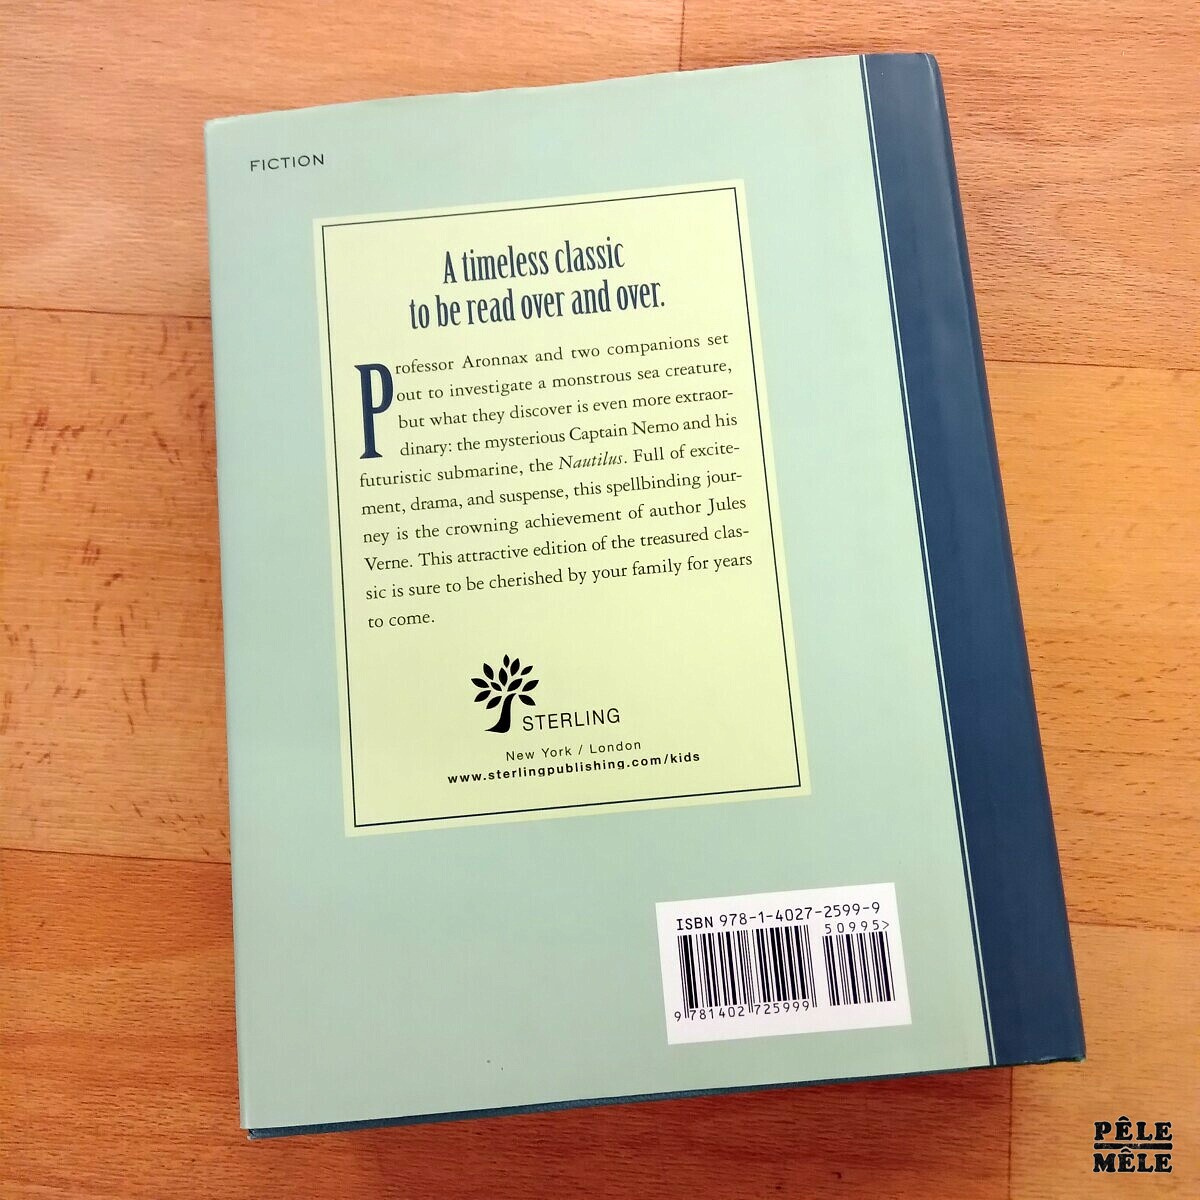 FICTION
A timeless classic
to be read over and over.
Professor Aronnax and two companions set
out to investigate a monstrous sea creature,
but what they discover is even more extraor-
dinary: the mysterious Captain Nemo and his
futuristic submarine, the Nautilus. Full of excite-
ment, drama, and suspense, this spellbinding jour-
ney is the crowning achievement of author Jules
Verne. This attractive edition of the treasured clas-
sic is sure to be cherished by your family for years
to come.
STERLING
New York / London
www.sterlingpublishing.com/kids
ISBN 978-1-4027-2599-9
50995>
9 781402 725999
PÊLE
MÊLE